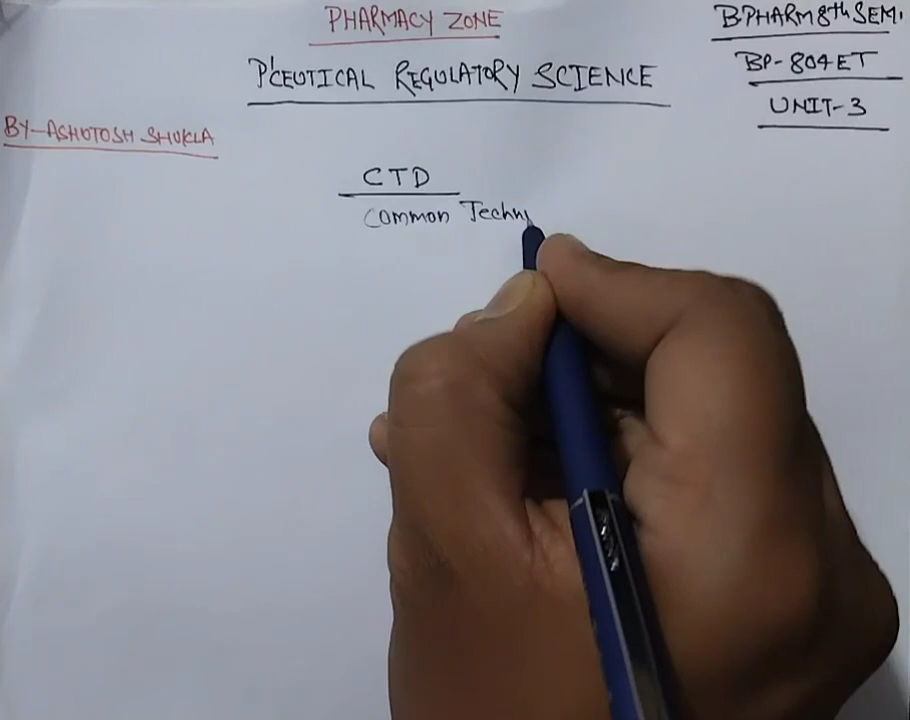 PHARMACY ZONE
B.PHARM 8th SEM.
P'CEUTICAL REGULATORY SCIENCE
BP-804ET
UNIT-3
BY-ASHUTOSH SHUKLA
CTD
Common Techn